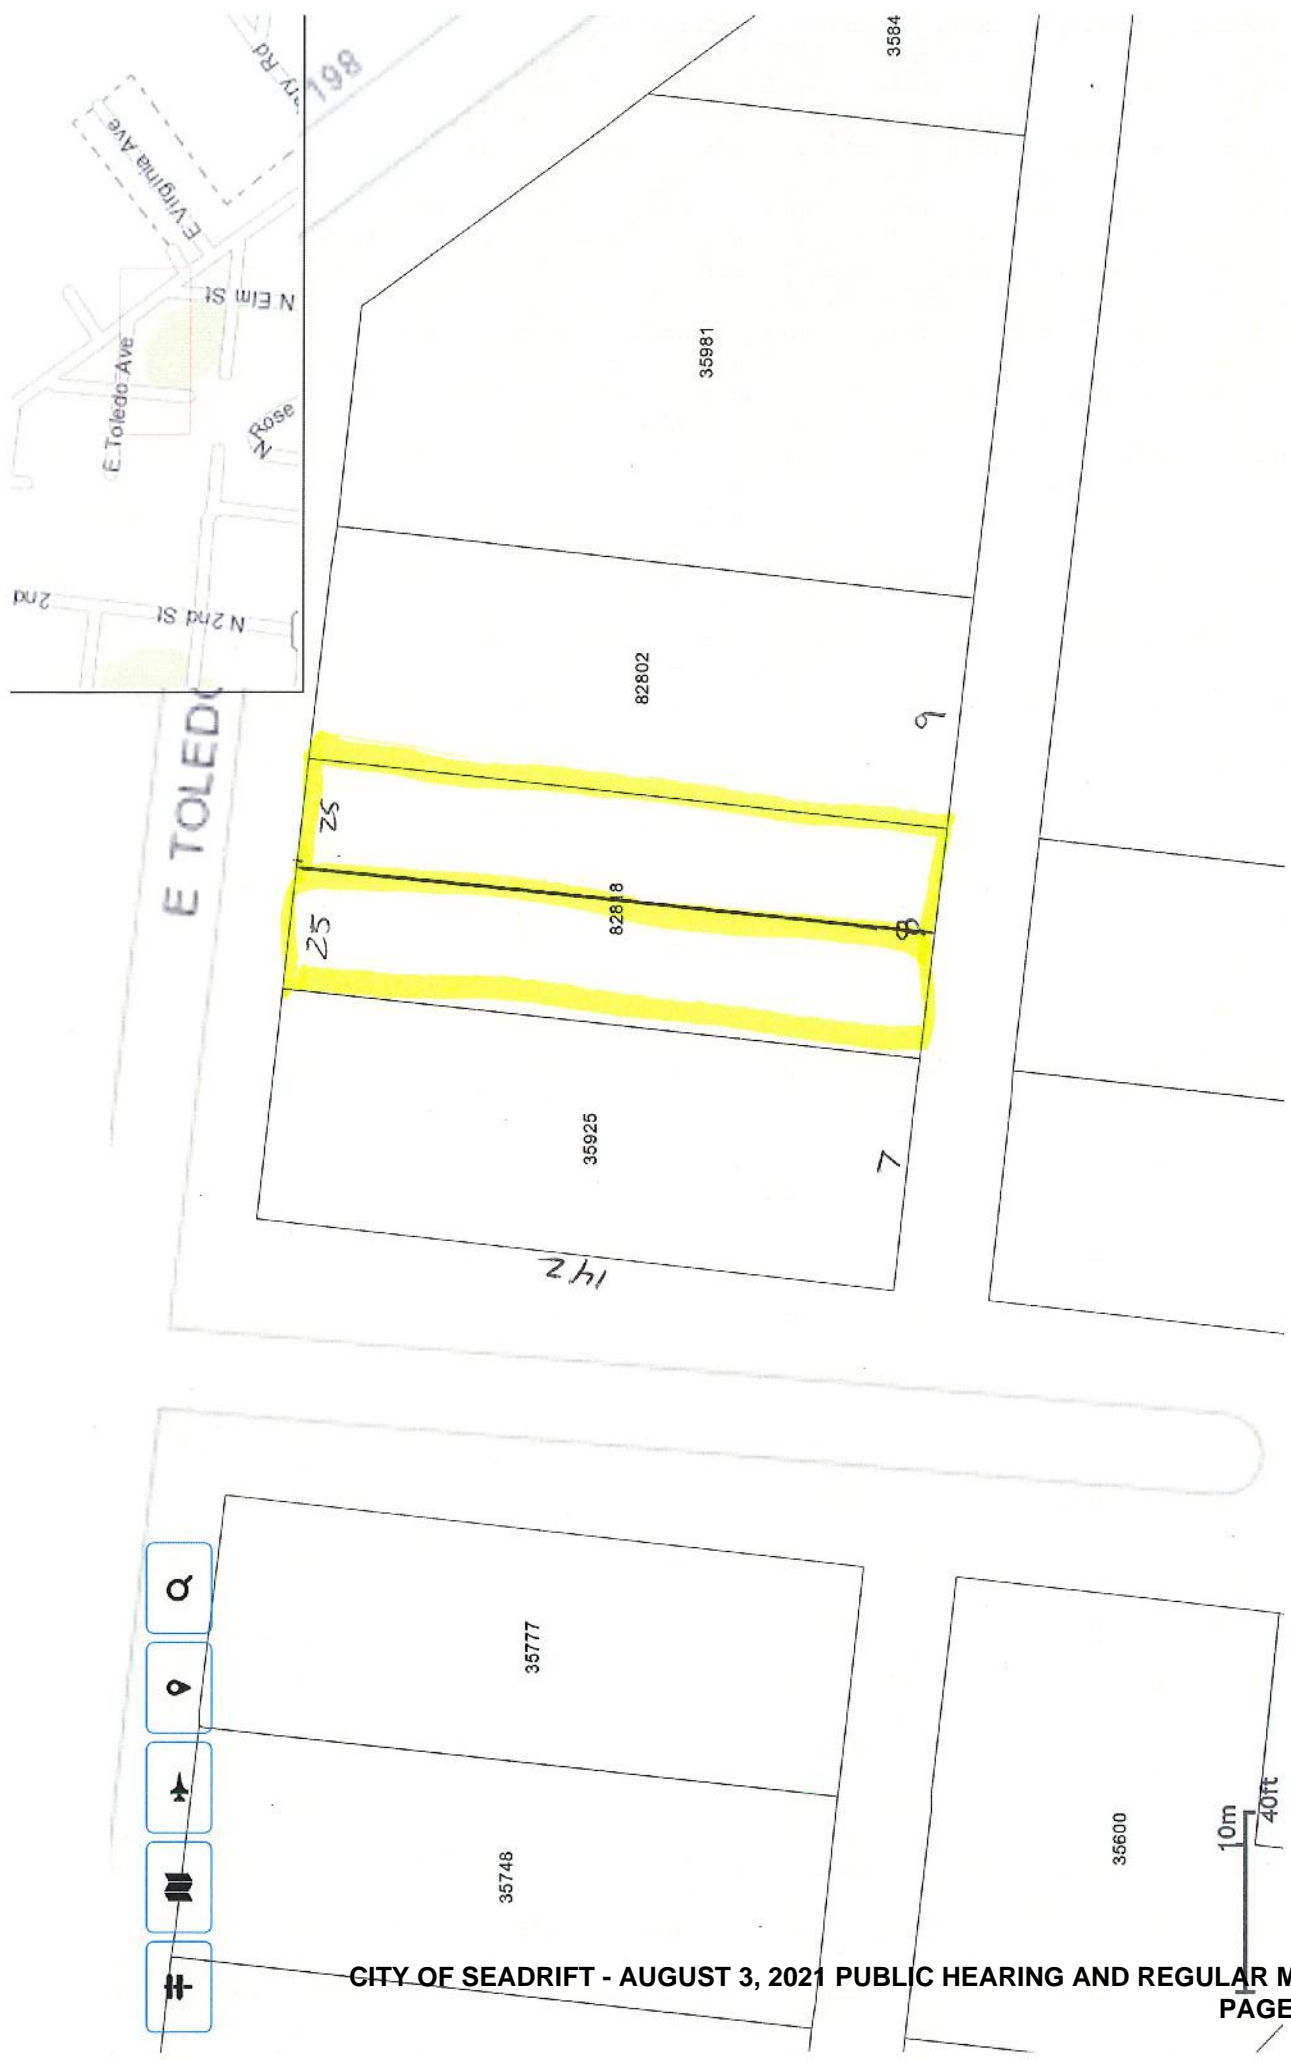 E Virginia Ave
ary Rd
198
N Elm St
E Toledo Ave
N Rose
N 2nd St
2nd
E TOLEDO
3584
35981
82802
9
25
25
82818
8
35925
7
142
35777
35748
35600
10m
40ft
CITY OF SEADRIFT - AUGUST 3, 2021 PUBLIC HEARING AND REGULAR M
PAGE